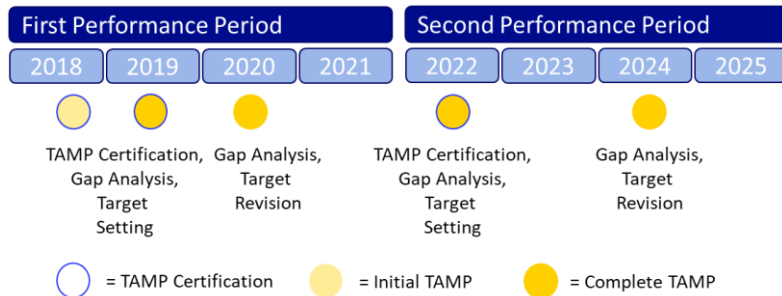 First Performance Period
Second Performance Period
2018 2019 2020 2021 2022 2023 2024 2025
TAMP Certification,
Gap Analysis,
Target
Setting
Gap Analysis,
Target
Revision
TAMP Certification,
Gap Analysis,
Target
Setting
Gap Analysis,
Target
Revision
= TAMP Certification
= Initial TAMP
= Complete TAMP